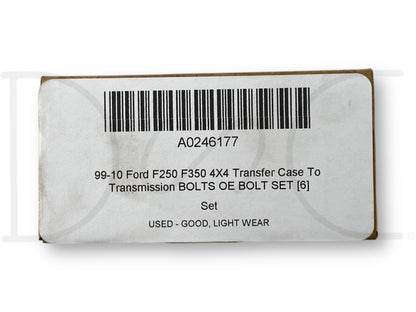 A0246177
99-10 Ford F250 F350 4X4 Transfer Case To
Transmission BOLTS OE BOLT SET [6]
Set
USED - GOOD, LIGHT WEAR